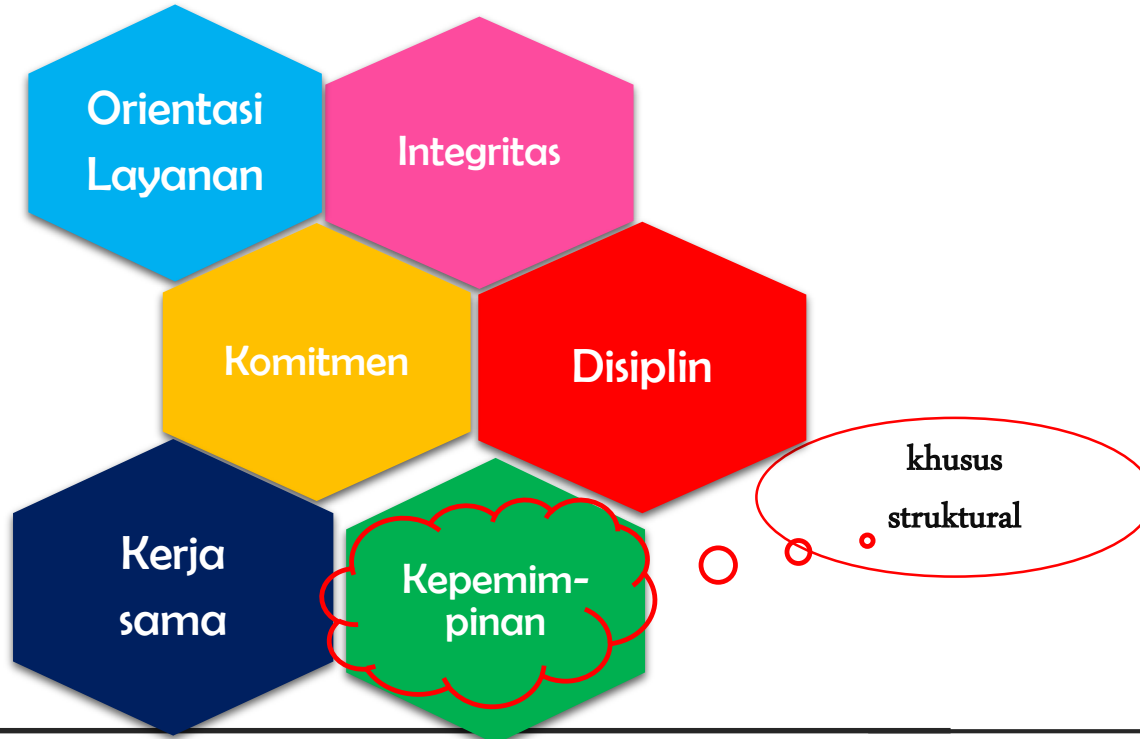 Orientasi
Layanan
Integritas
Komitmen
Disiplin
khusus
struktural
Kerja
sama
Kepemim-
pinan